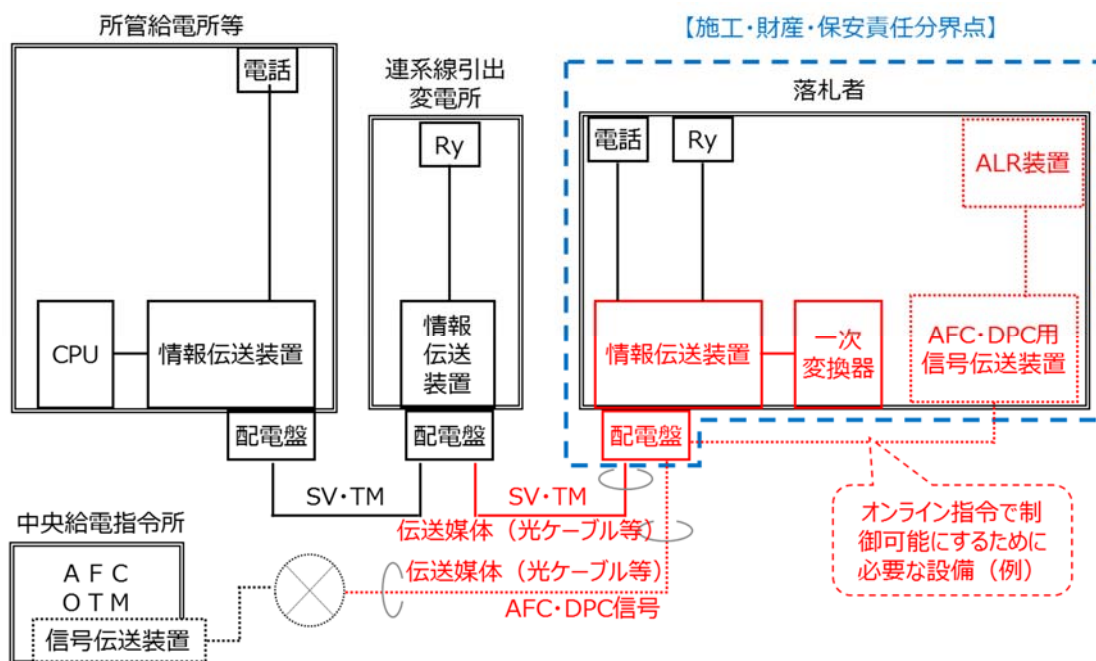 所管給電所等
電話
CPU
情報伝送装置
配電盤
連系線引出
変電所
Ry
情報
伝送
装置
配電盤
【施工・財産・保安責任分界点】
落札者
電話
Ry
ALR装置
情報伝送装置
一次
変換器
AFC・DPC用
信号伝送装置
配電盤
SV・TM
SV・TM
伝送媒体（光ケーブル等）
伝送媒体（光ケーブル等）
AFC・DPC信号
オンライン指令で制
御可能にするために
必要な設備（例）
中央給電指令所
ＡＦＣ
ＯＴＭ
信号伝送装置